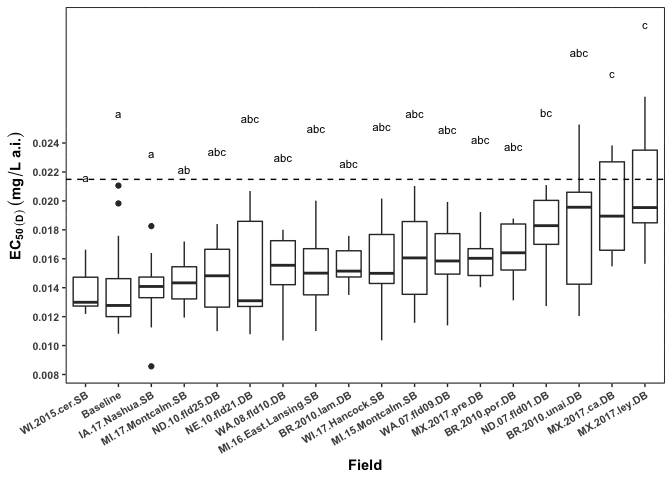 c
abc
c
a
abc
abc
abc
abc
bc
abc
abc
abc
a
abc
abc
abc
ab
a
EC50 (D) (mg/L a.i.)
0.024
0.022
0.020
0.018
0.016
0.014
0.012
0.010
0.008
WI.2015.cer.SB
Baseline
IA.17.Nashua.SB
MI.17.Montcalm.SB
ND.10.fld25.DB
NE.10.fld21.DB
WA.08.fld10.DB
MI.16.East.Lansing.SB
BR.2010.lam.DB
WI.17.Hancock.SB
MI.15.Montcalm.SB
WA.07.fld09.DB
MX.2017.pre.DB
BR.2010.por.DB
ND.07.fld01.DB
BR.2010.unai.DB
MX.2017.ca.DB
MX.2017.ley.DB
Field